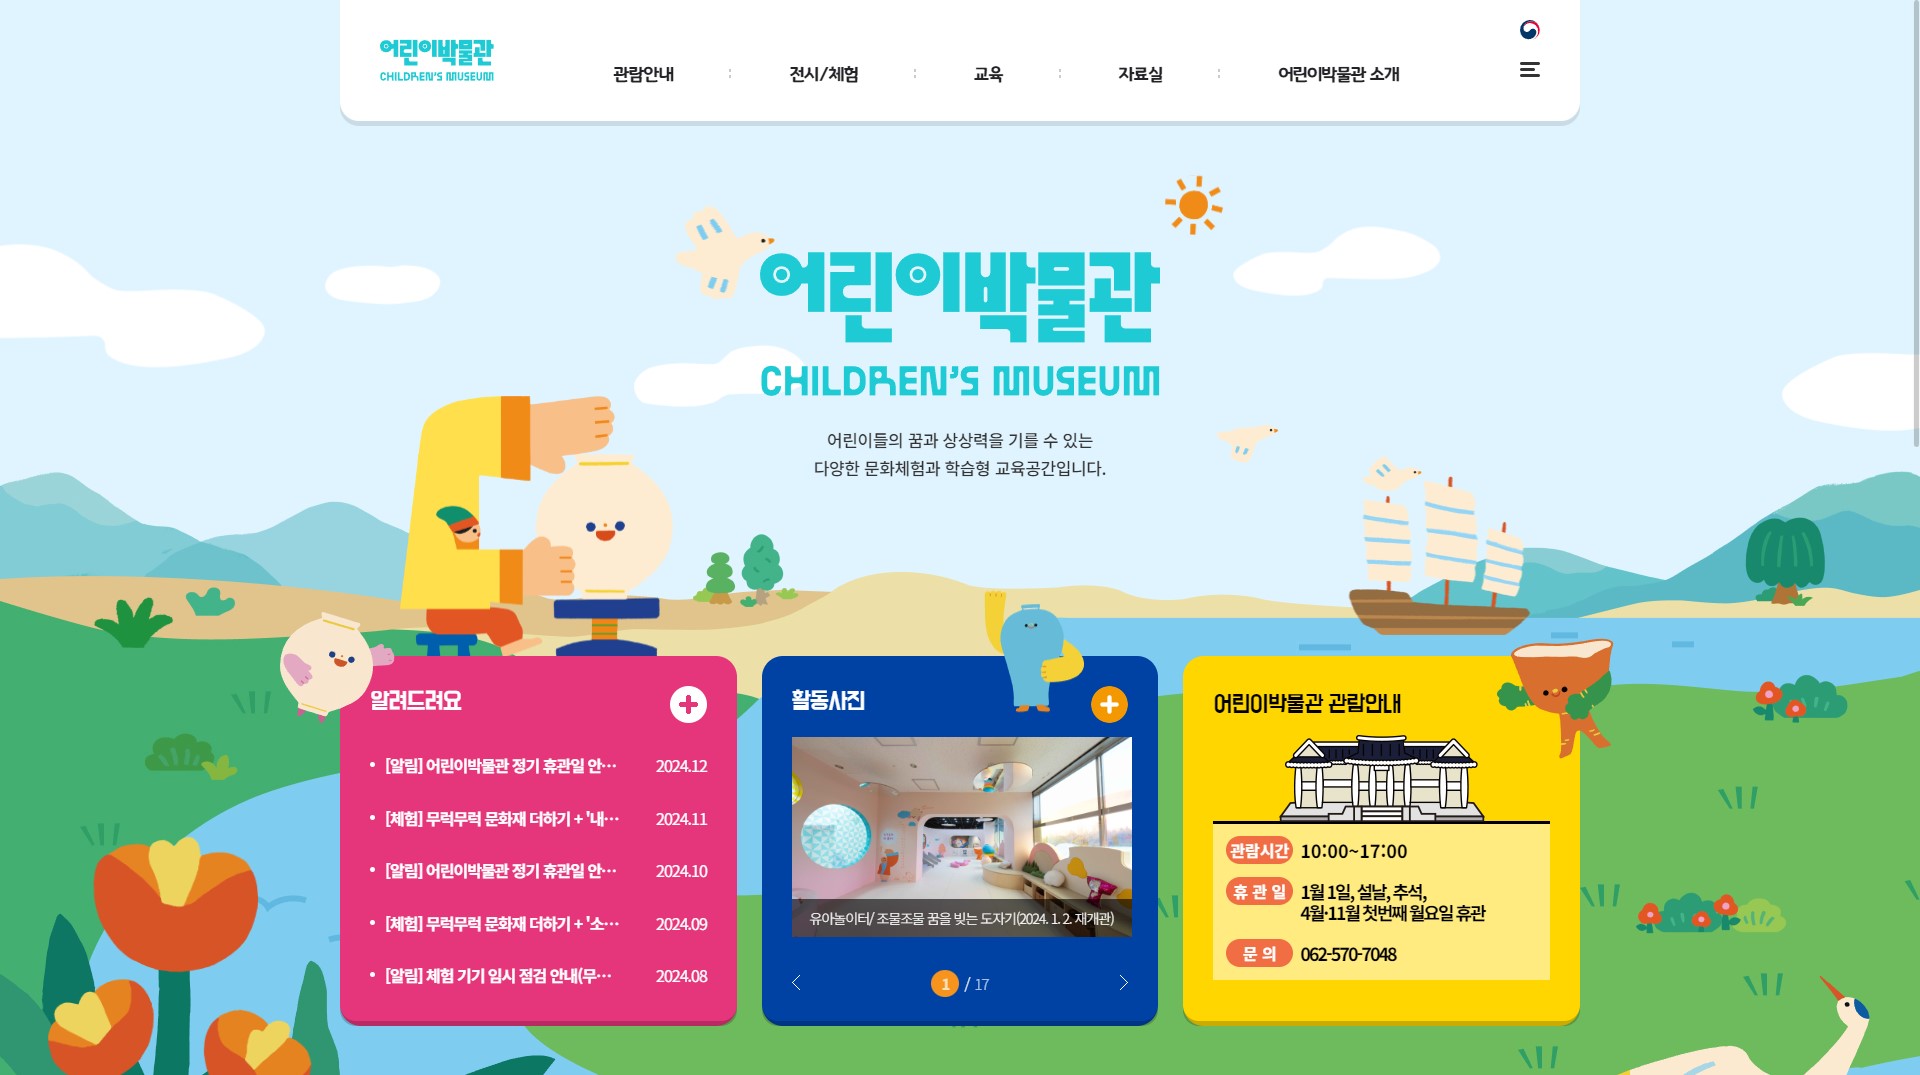 어린이박물관
CHILDREN'S MUSEUM
관람안내
전시/체험
교육
자료실
어린이박물관 소개
어린이박물관
CHILDREN'S MUSEUM
어린이들의 꿈과 상상력을 기를 수 있는
다양한 문화체험과 학습형 교육공간입니다.
알려드려요
[알림] 어린이박물관 정기 휴관일 안··· 2024.12
[체험] 무럭무럭 문화재 더하기 + '내··· 2024.11
[알림] 어린이박물관 정기 휴관일 안··· 2024.10
[체험] 무럭무럭 문화재 더하기 + '소··· 2024.09
[알림] 체험 기기 임시 점검 안내(무··· 2024.08
활동사진
유아놀이터/ 조물조물 꿈을 빚는 도자기(2024. 1. 2. 재개관)
1 / 17
어린이박물관 관람안내
관람시간 10:00~17:00
휴 관 일 1월 1일, 설날, 추석,
4월·11월 첫번째 월요일 휴관
문 의 062-570-7048